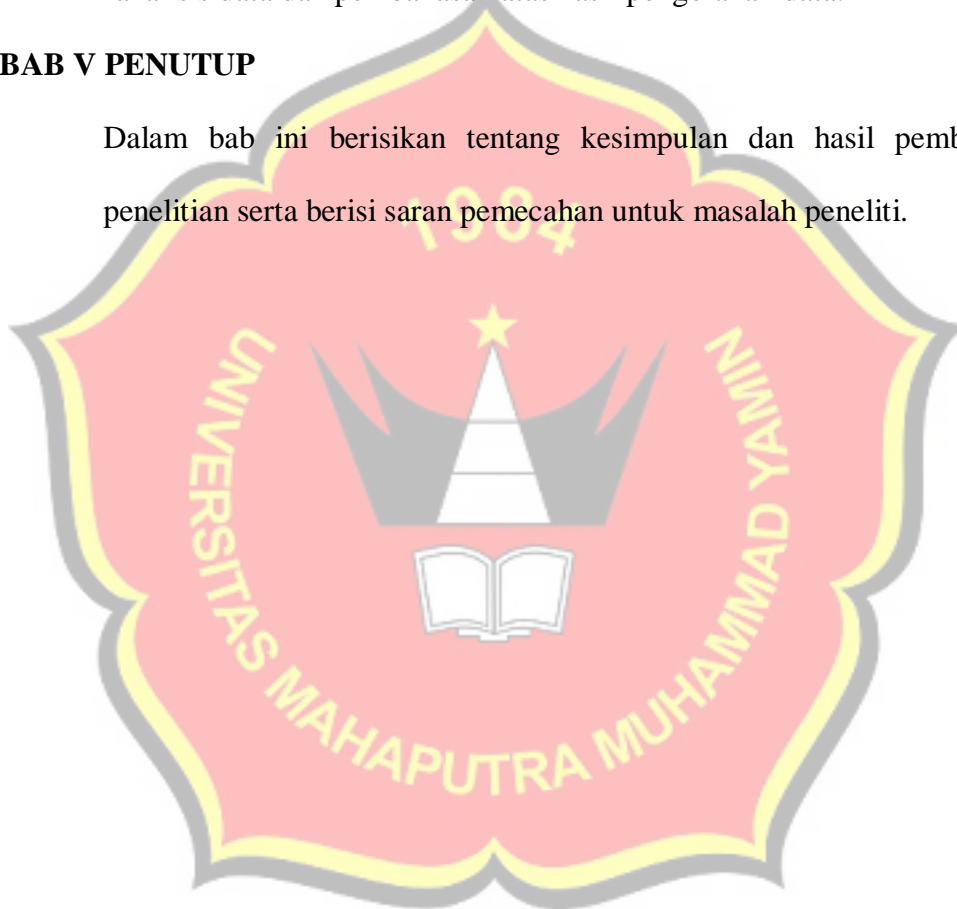 BAB V PENUTUP
Dalam bab ini berisikan tentang kesimpulan dan hasil pemb
penelitian serta berisi saran pemecahan untuk masalah peneliti.
1984
UNIVERSITAS MAHAPUTRA MUHAMMAD YAMIN